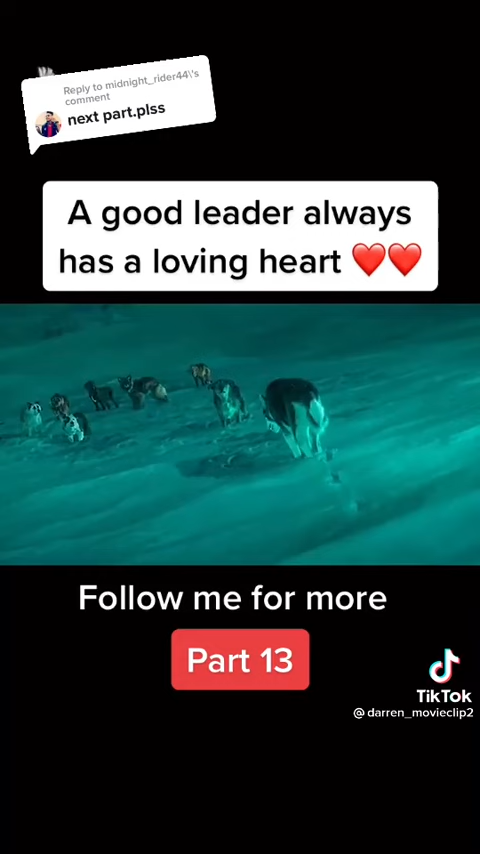 Reply to midnight_rider44\'s
comment
next part.plss
A good leader always
has a loving heart ❤️❤️
Follow me for more
Part 13
TikTok
@darren_movieclip2